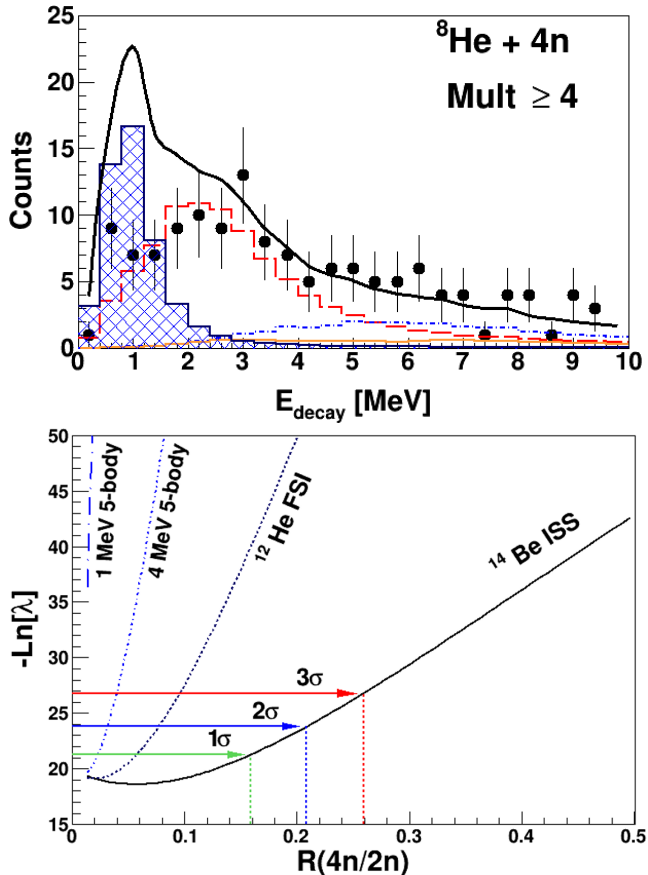 25
20
15
10
5
0
Counts
⁸He + 4n
Mult ≥ 4
0 1 2 3 4 5 6 7 8 9 10
E_decay [MeV]
50
45
40
35
30
25
20
15
-Ln[λ]
1 MeV 5-body
4 MeV 5-body
¹² He FSI
¹⁴ Be ISS
3σ
2σ
1σ
0 0.1 0.2 0.3 0.4 0.5
R(4n/2n)